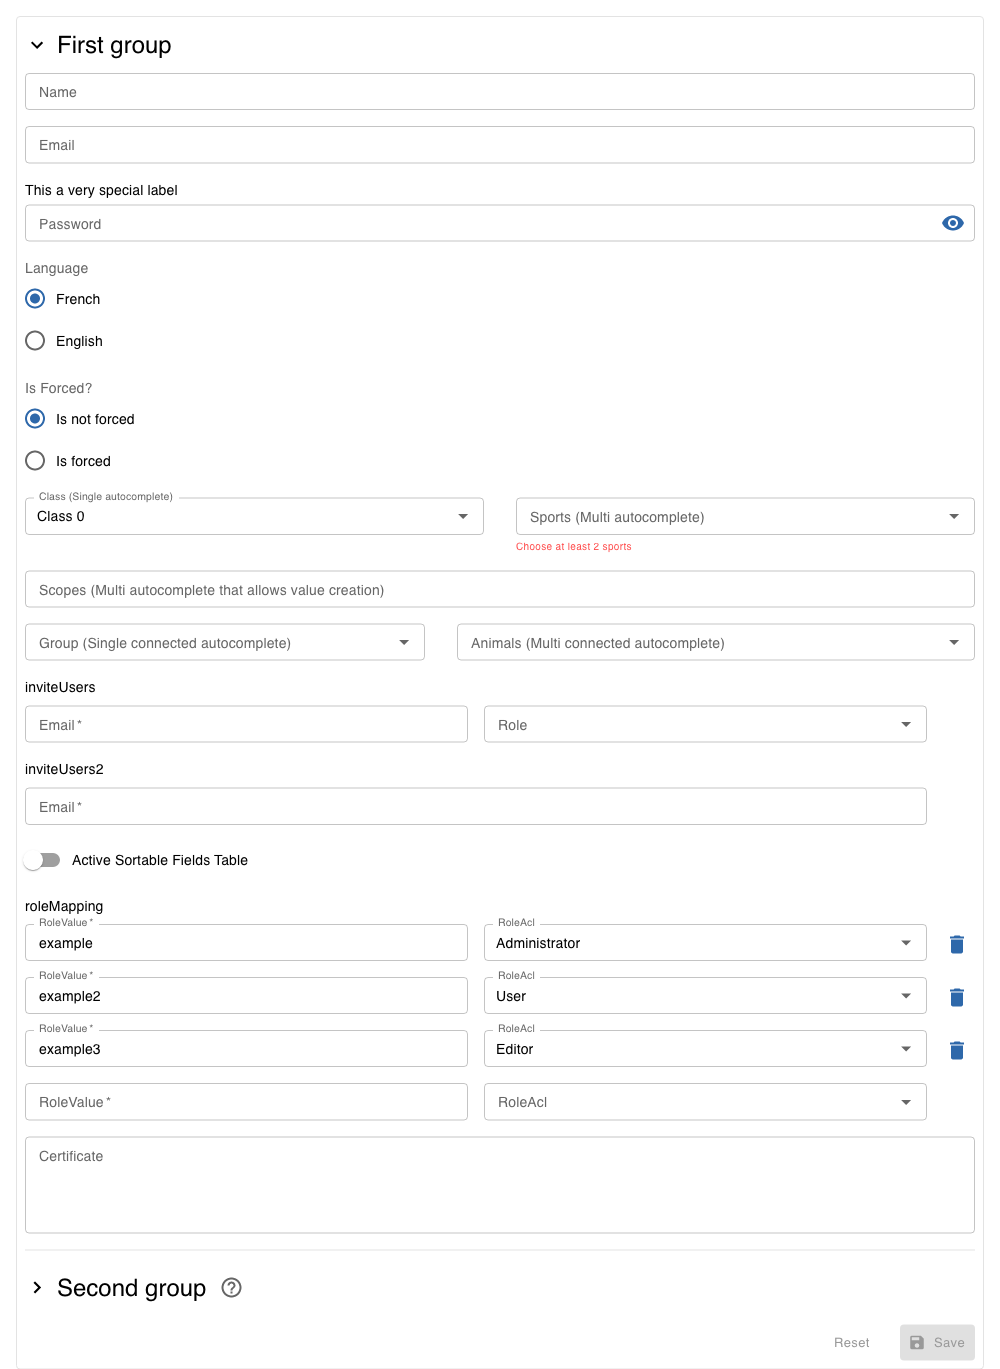 First group
Name
Email
This a very special label
Password
Language
French
English
Is Forced?
Is not forced
Is forced
Class (Single autocomplete)
Class 0
Sports (Multi autocomplete)
Choose at least 2 sports
Scopes (Multi autocomplete that allows value creation)
Group (Single connected autocomplete)
Animals (Multi connected autocomplete)
inviteUsers
Email *
Role
inviteUsers2
Email *
Active Sortable Fields Table
roleMapping
RoleValue *
example
RoleAcl
Administrator
RoleValue *
example2
RoleAcl
User
RoleValue *
example3
RoleAcl
Editor
RoleValue *
RoleAcl
Certificate
Second group
Reset
Save